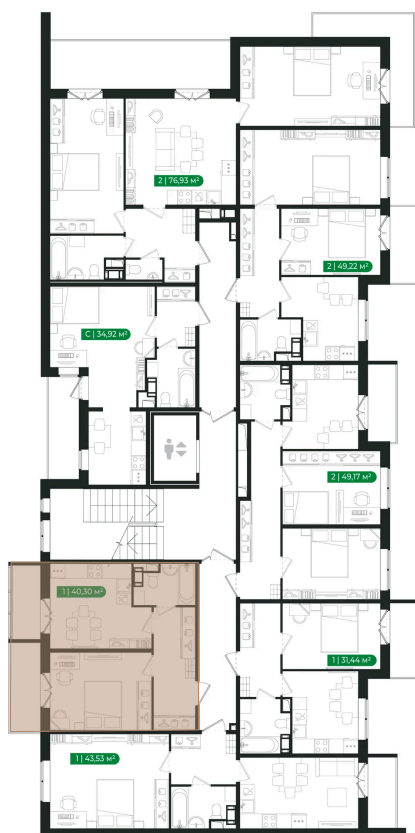 2 | 76,93 м²
2 | 49,22 м²
С | 34,92 м²
2 | 49,17 м²
1 | 40,30 м²
1 | 31,44 м²
1 | 43,53 м²